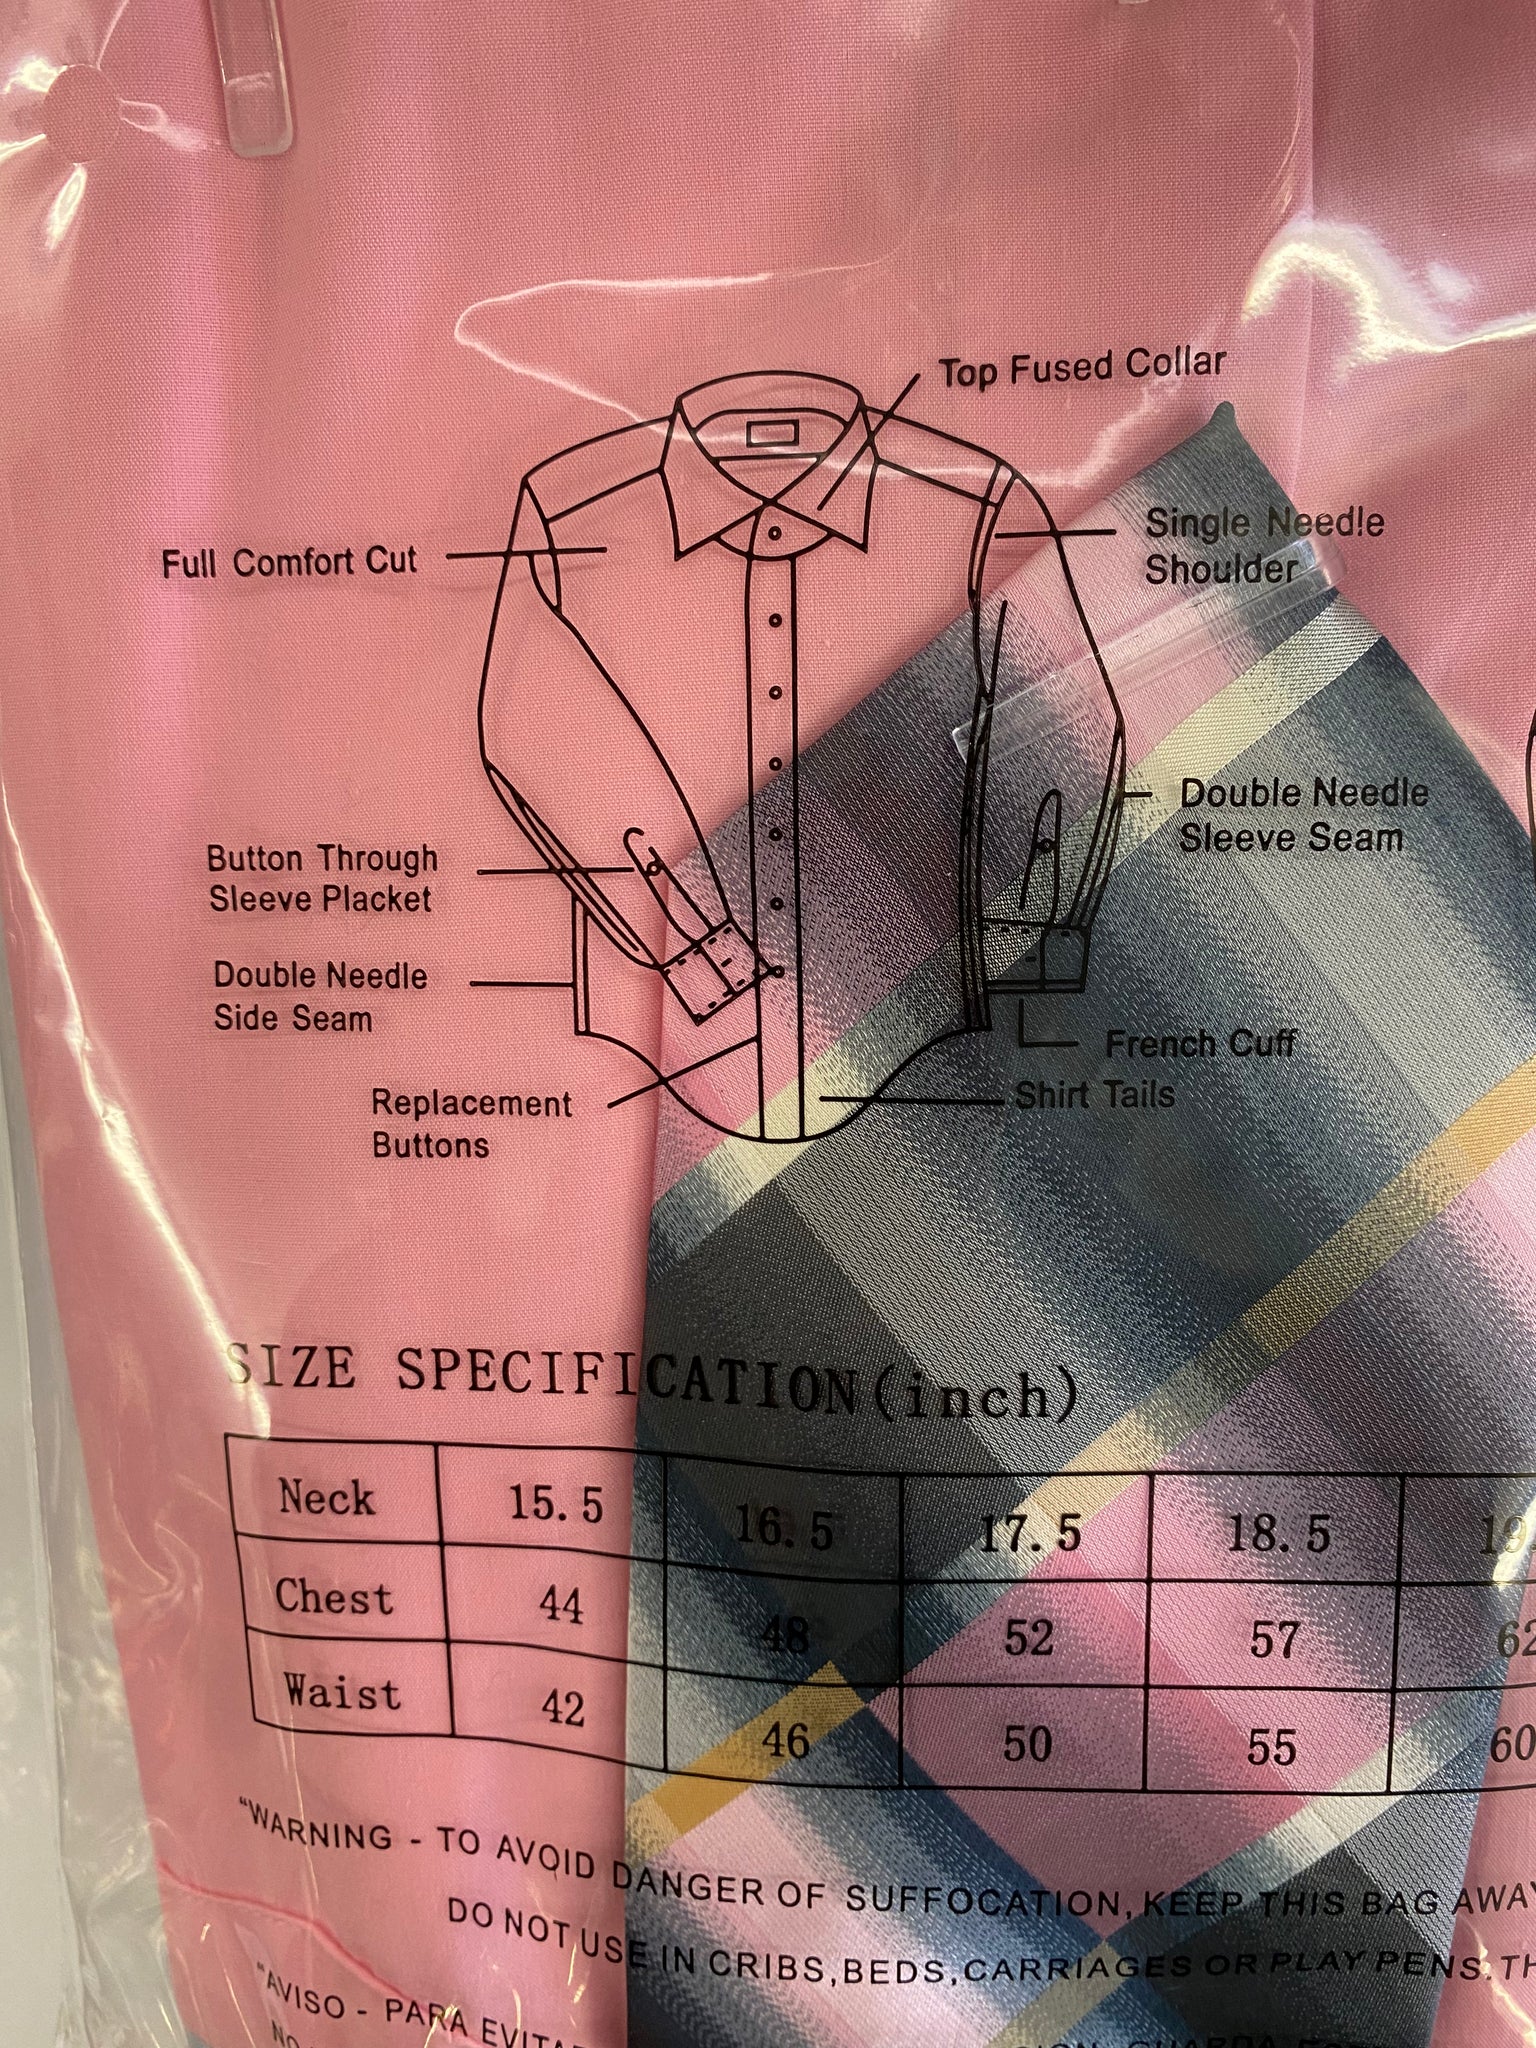 Top Fused Collar
Full Comfort Cut
Single Needle
Shoulder
Double Needle
Sleeve Seam
Button Through
Sleeve Placket
Double Needle
Side Seam
French Cuff
Shirt Tails
Replacement
Buttons
SIZE SPECIFICATION(inch)
Neck 15.5 16.5 17.5 18.5
Chest 44 48 52 57 62
Waist 42 46 50 55 60
"WARNING - TO AVOID DANGER OF SUFFOCATION, KEEP THIS BAG AWAY
DO NOT USE IN CRIBS, BEDS, CARRIAGES OR PLAY PENS.
"AVISO - PARA